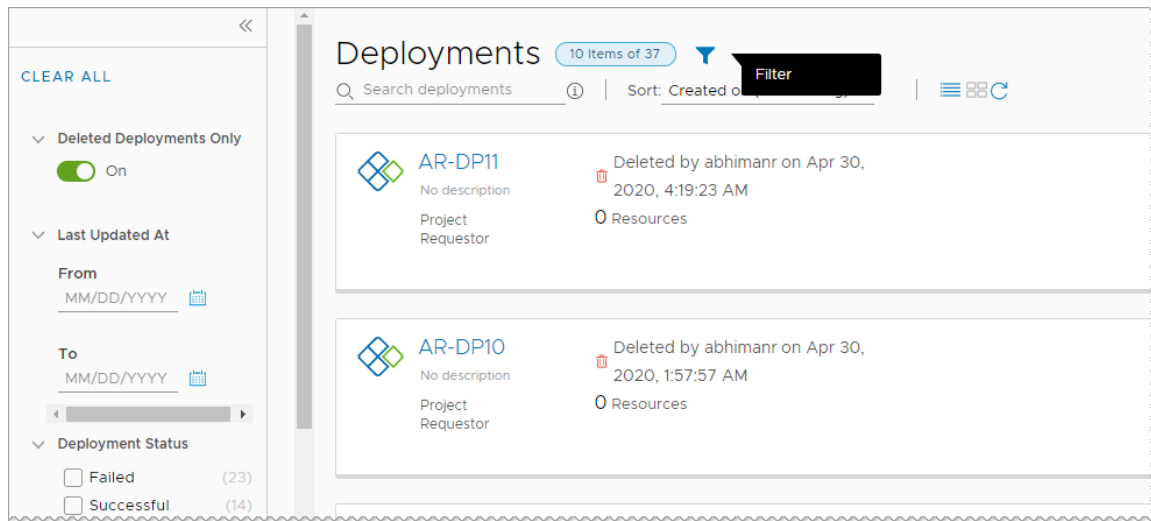 CLEAR ALL
Deleted Deployments Only
On
Last Updated At
From
MM/DD/YYYY
To
MM/DD/YYYY
Deployment Status
Failed (23)
Successful (14)
Deployments 10 Items of 37
Filter
Search deployments Sort: Created
AR-DP11
No description
Project
Requestor
Deleted by abhimanr on Apr 30,
2020, 4:19:23 AM
0 Resources
AR-DP10
No description
Project
Requestor
Deleted by abhimanr on Apr 30,
2020, 1:57:57 AM
0 Resources